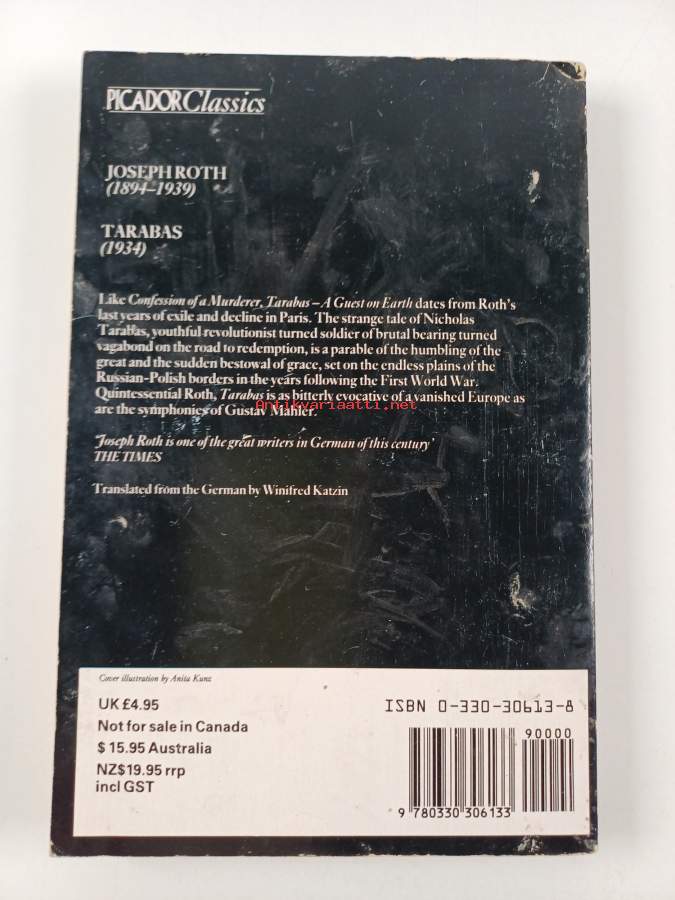 PICADOR Classics
JOSEPH ROTH
(1894–1939)
TARABAS
(1934)
Like Confession of a Murderer, Tarabas – A Guest on Earth dates from Roth's
last years of exile and decline in Paris. The strange tale of Nicholas
Tarabas, youthful revolutionist turned soldier of brutal bearing turned
vagabond on the road to redemption, is a parable of the humbling of the
great and the sudden bestowal of grace, set on the endless plains of the
Russian–Polish borders in the years following the First World War.
Quintessential Roth, Tarabas is as bitterly evocative of a vanished Europe as
are the symphonies of Gustav Mahler.
Antikvariaatti.net
'Joseph Roth is one of the great writers in German of this century'
THE TIMES
Translated from the German by Winifred Katzin
Cover illustration by Anita Kunz
UK £4.95
Not for sale in Canada
$ 15.95 Australia
NZ$19.95 rrp
incl GST
ISBN 0-330-30613-8
90000
9 780330 306133